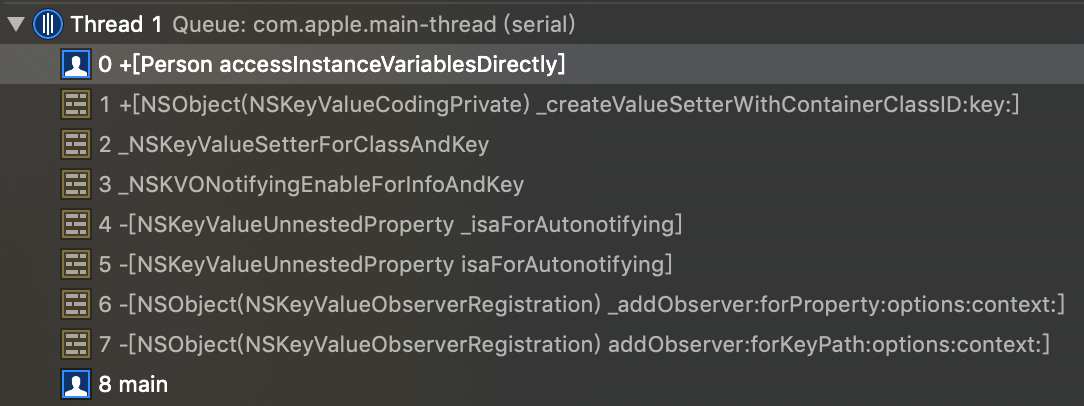 Thread 1 Queue: com.apple.main-thread (serial)
0 +[Person accessInstanceVariablesDirectly]
1 +[NSObject(NSKeyValueCodingPrivate) _createValueSetterWithContainerClassID:key:]
2 _NSKeyValueSetterForClassAndKey
3 _NSKVONotifyingEnableForInfoAndKey
4 -[NSKeyValueUnnestedProperty _isaForAutonotifying]
5 -[NSKeyValueUnnestedProperty isaForAutonotifying]
6 -[NSObject(NSKeyValueObserverRegistration) _addObserver:forProperty:options:context:]
7 -[NSObject(NSKeyValueObserverRegistration) addObserver:forKeyPath:options:context:]
8 main